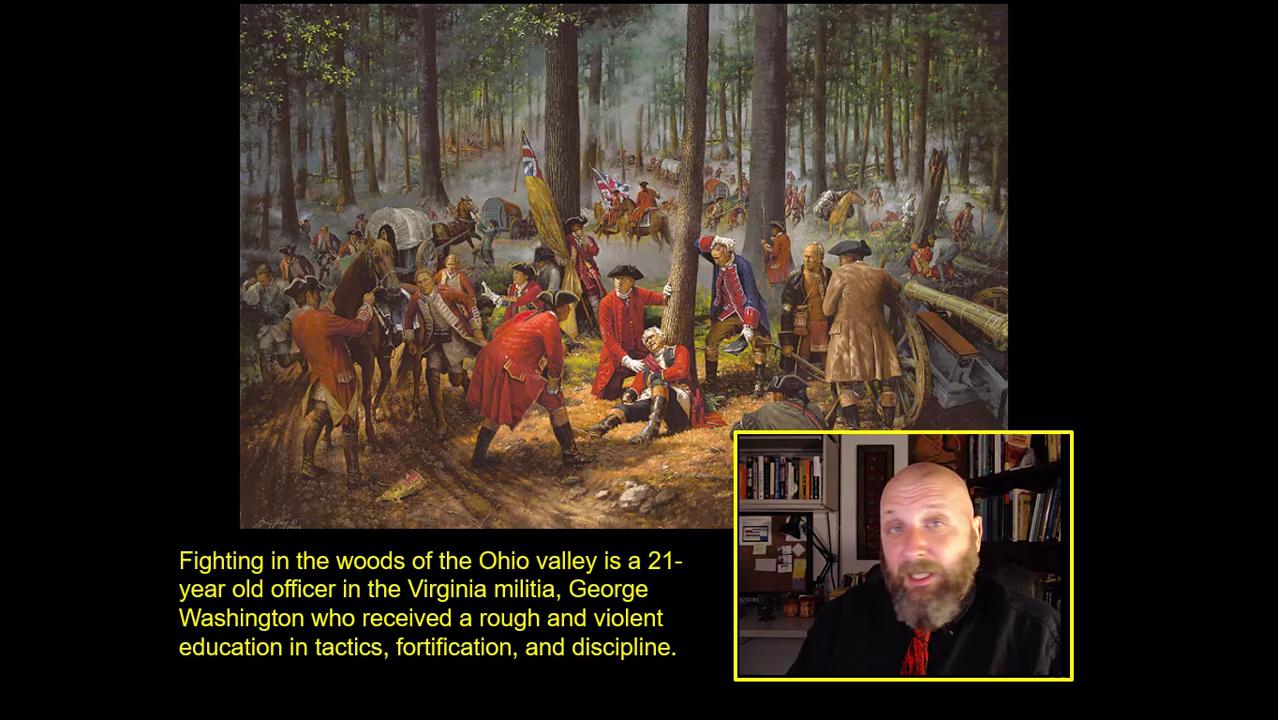 Fighting in the woods of the Ohio valley is a 21-
year old officer in the Virginia militia, George
Washington who received a rough and violent
education in tactics, fortification, and discipline.